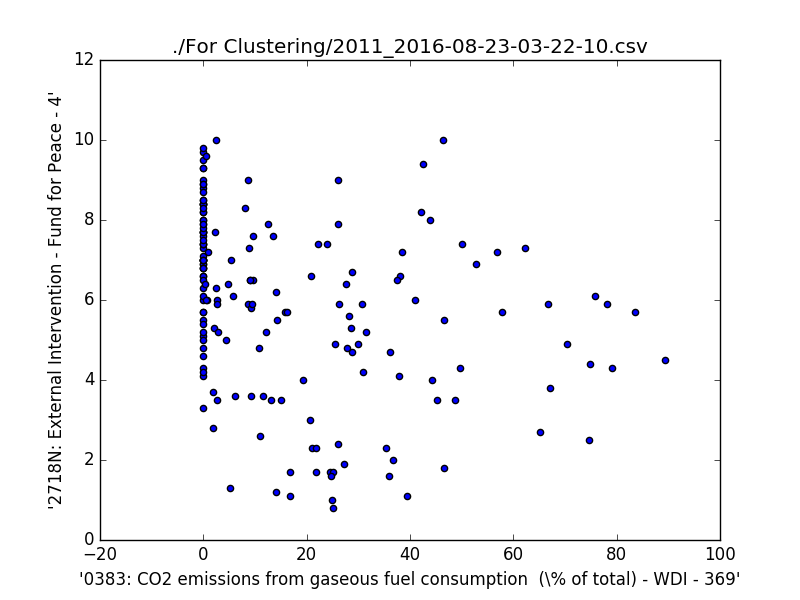 ./For Clustering/2011_2016-08-23-03-22-10.csv
12
10
8
6
4
2
0
'2718N: External Intervention - Fund for Peace - 4'
−20 0 20 40 60 80 100
'0383: CO2 emissions from gaseous fuel consumption  (\% of total) - WDI - 369'